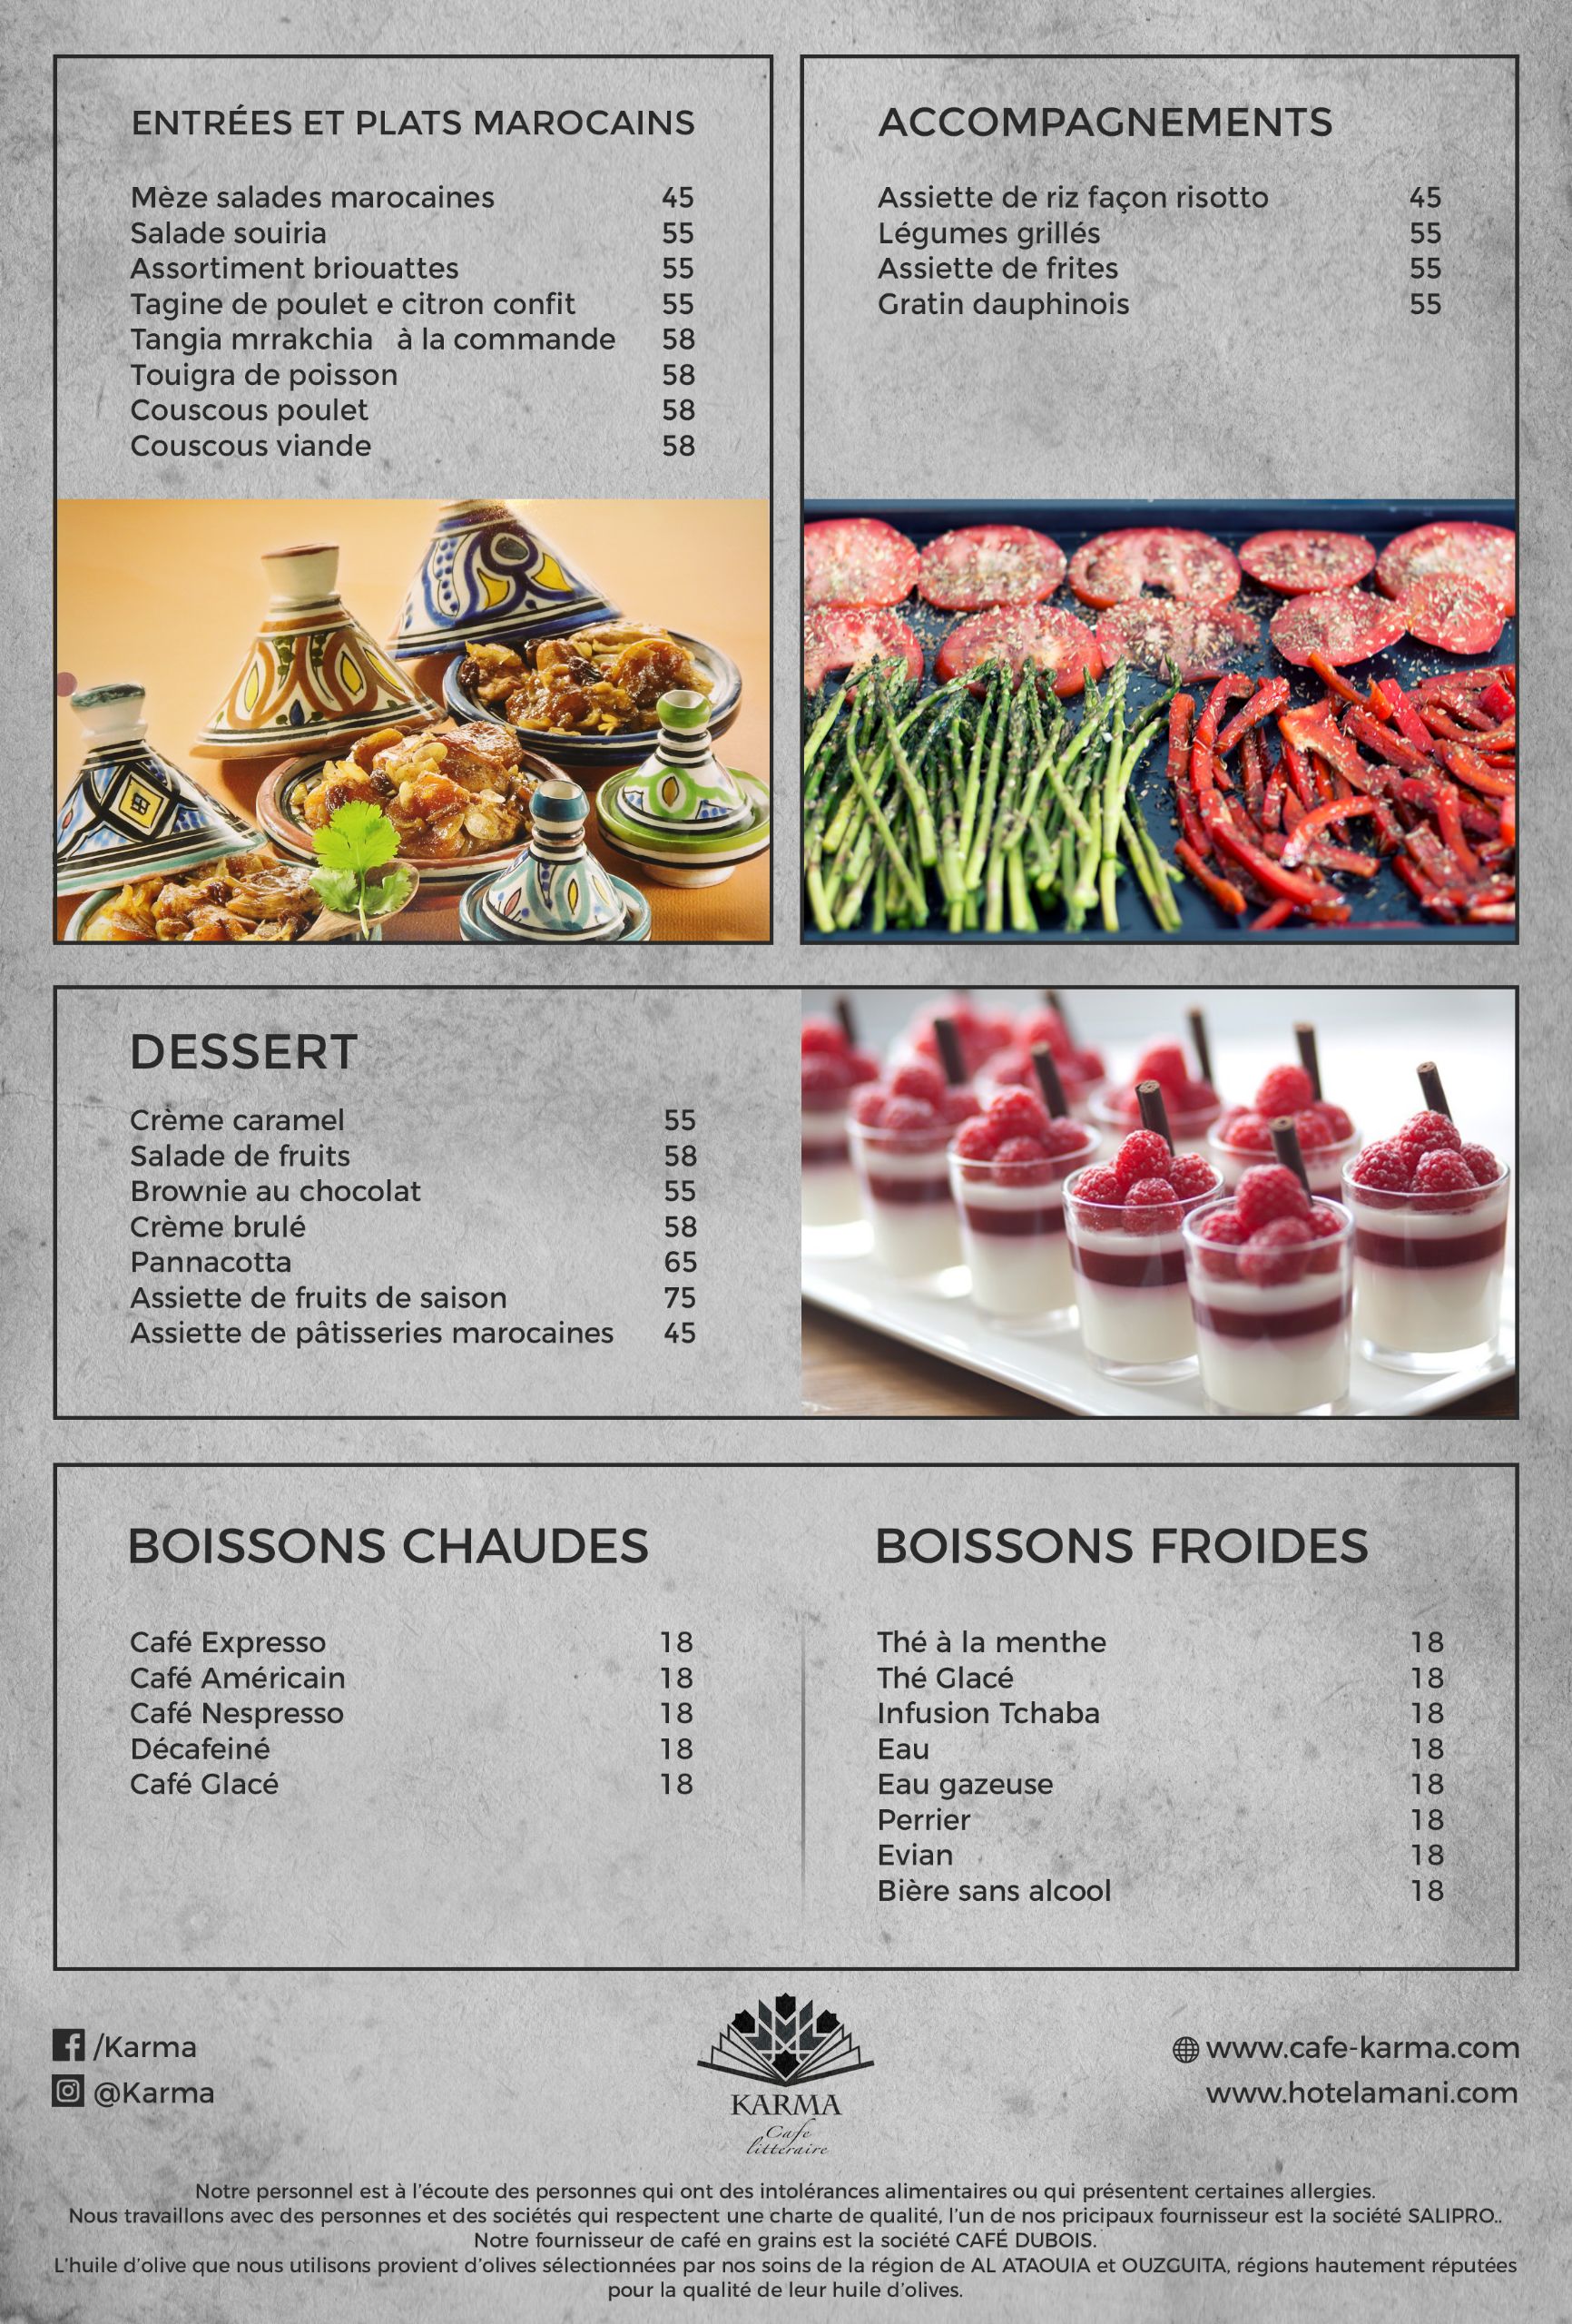 ENTRÉES ET PLATS MAROCAINS
Mèze salades marocaines 45
Salade souiria 55
Assortiment briouattes 55
Tagine de poulet e citron confit 55
Tangia mrrakchia à la commande 58
Touigra de poisson 58
Couscous poulet 58
Couscous viande 58
ACCOMPAGNEMENTS
Assiette de riz façon risotto 45
Légumes grillés 55
Assiette de frites 55
Gratin dauphinois 55
DESSERT
Crème caramel 55
Salade de fruits 58
Brownie au chocolat 55
Crème brulé 58
Pannacotta 65
Assiette de fruits de saison 75
Assiette de pâtisseries marocaines 45
BOISSONS CHAUDES
Café Expresso 18
Café Américain 18
Café Nespresso 18
Décafeiné 18
Café Glacé 18
BOISSONS FROIDES
Thé à la menthe 18
Thé Glacé 18
Infusion Tchaba 18
Eau 18
Eau gazeuse 18
Perrier 18
Evian 18
Bière sans alcool 18
/Karma
@Karma
KARMA
Cafe
littéraire
www.cafe-karma.com
www.hotelamani.com
Notre personnel est à l'écoute des personnes qui ont des intolérances alimentaires ou qui présentent certaines allergies.
Nous travaillons avec des personnes et des sociétés qui respectent une charte de qualité, l'un de nos pricipaux fournisseur est la société SALIPRO..
Notre fournisseur de café en grains est la société CAFÉ DUBOIS.
L'huile d'olive que nous utilisons provient d'olives sélectionnées par nos soins de la région de AL ATAOUIA et OUZGUITA, régions hautement réputées
pour la qualité de leur huile d'olives.